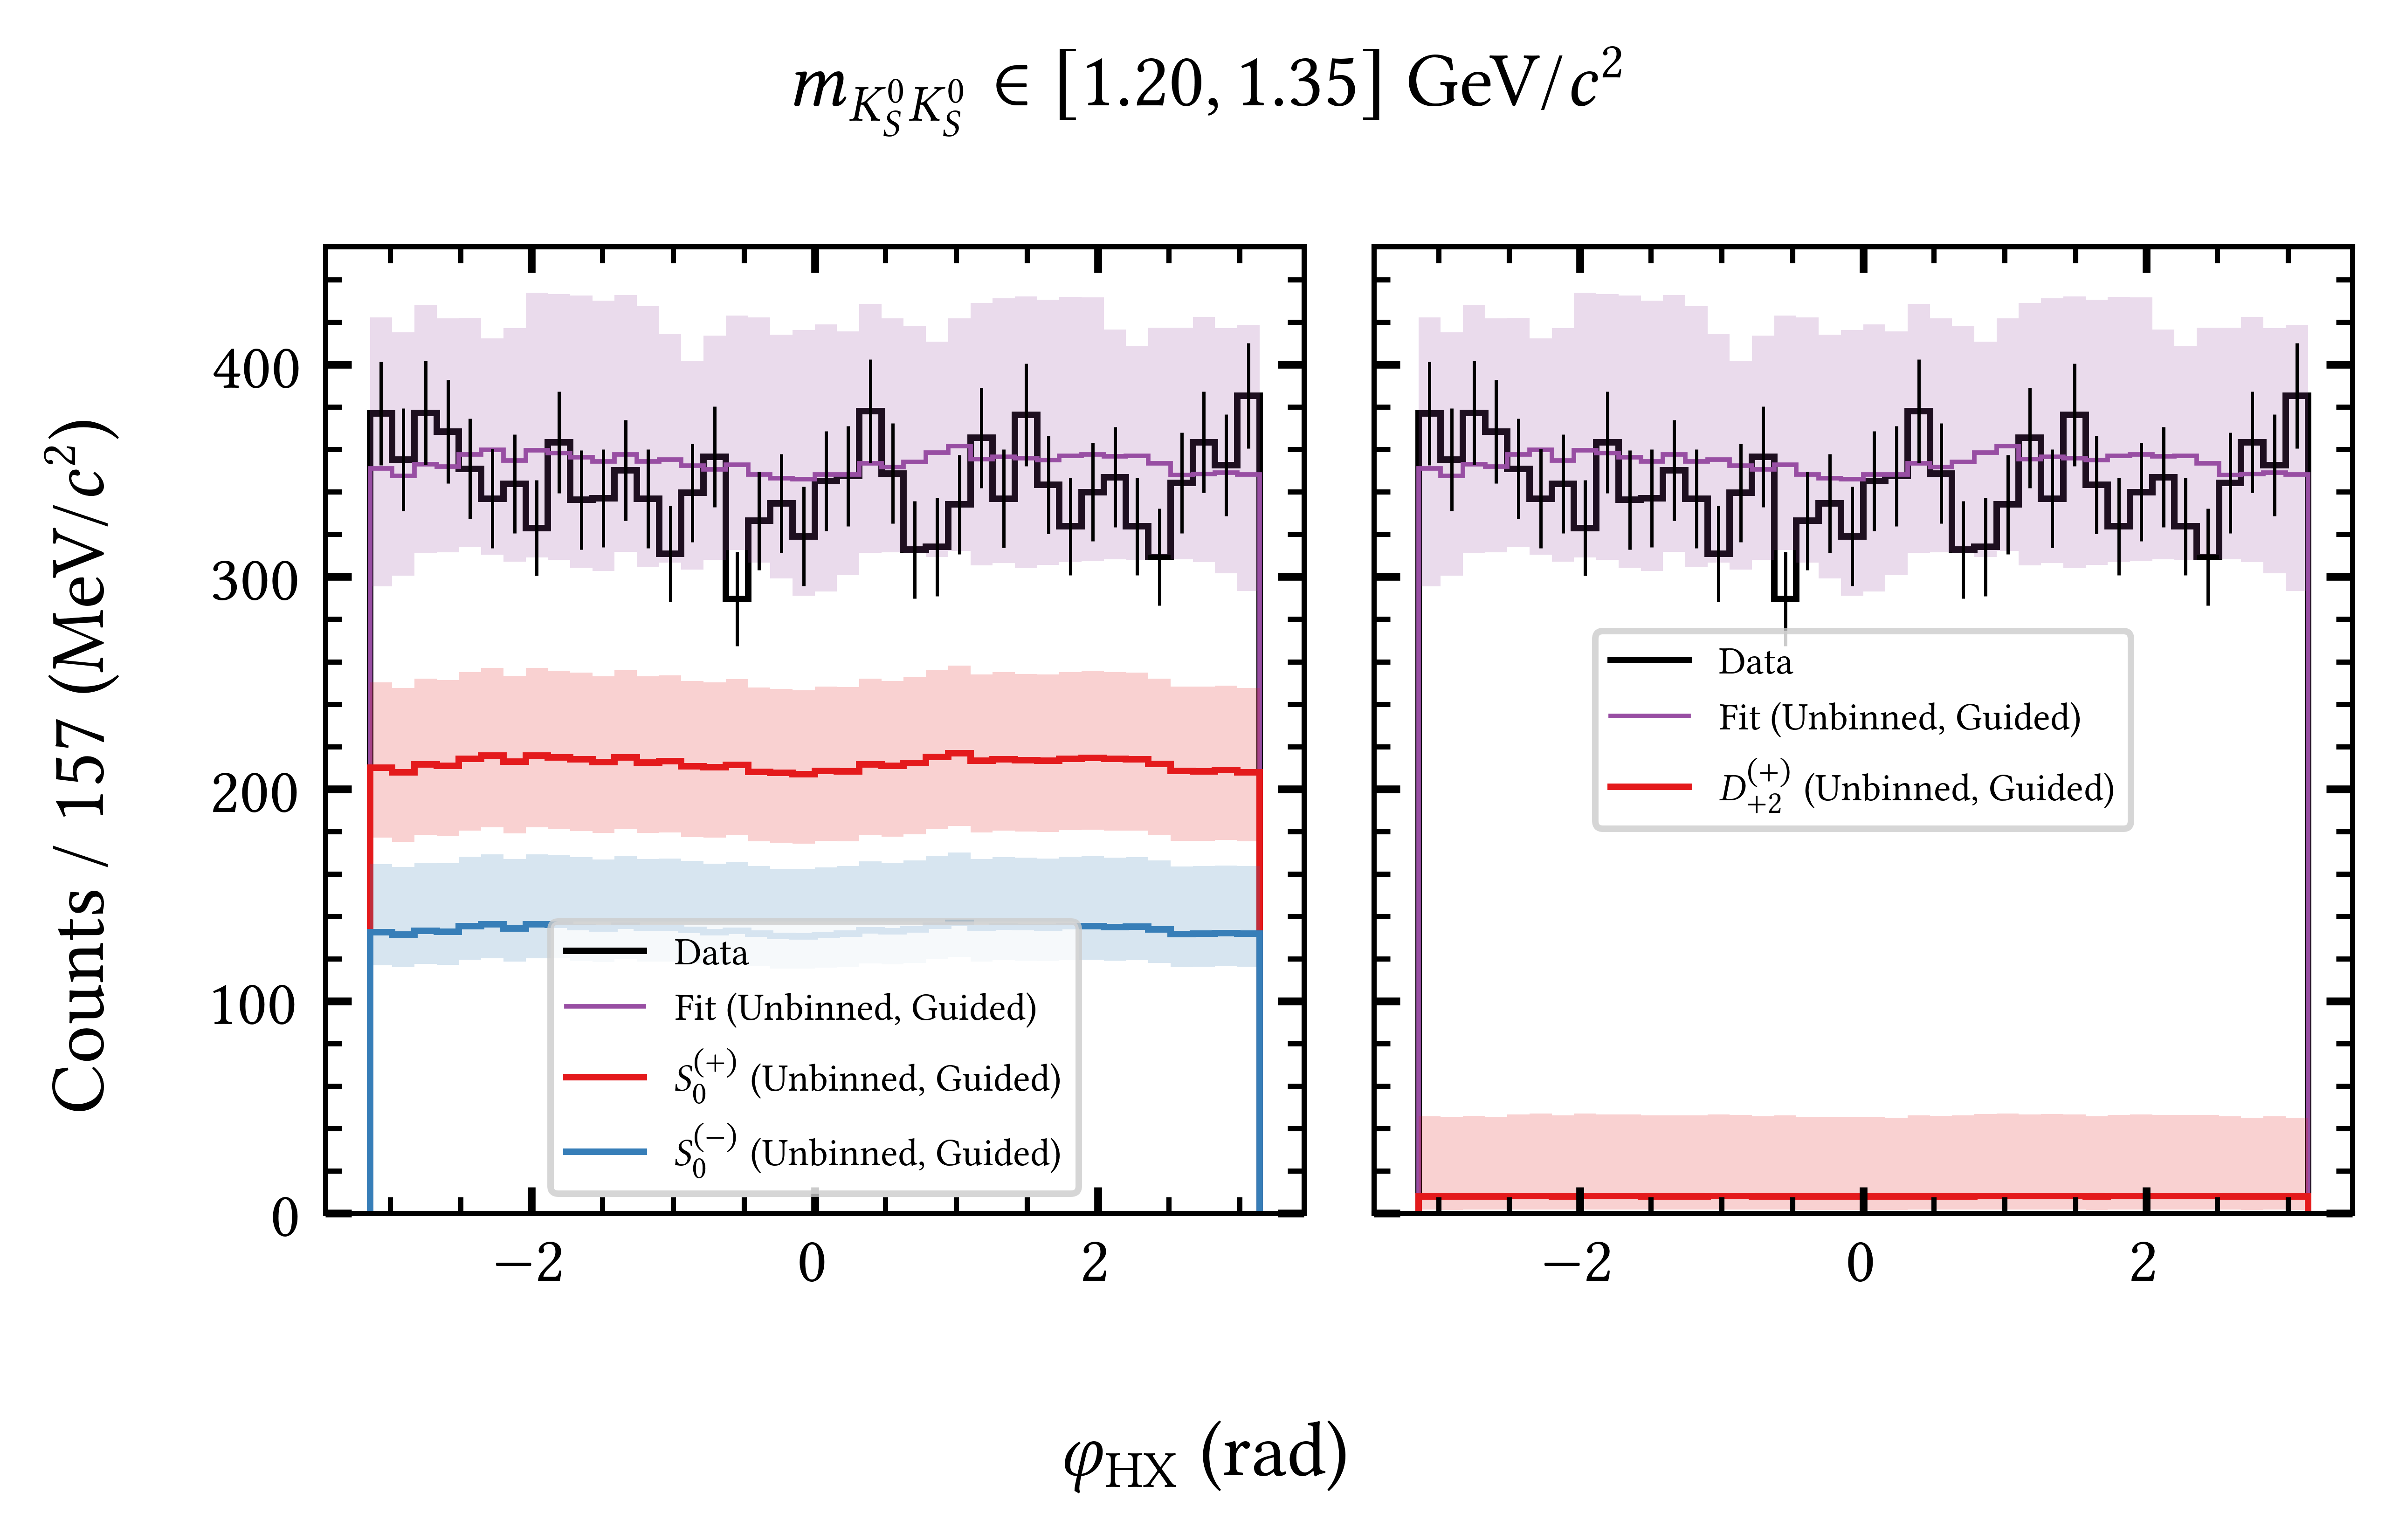 m_{K_S^0 K_S^0} ∈ [1.20, 1.35] GeV/c²
Counts / 157 (MeV/c²)
400
300
200
100
0
Data
Fit (Unbinned, Guided)
S_0^{(+)} (Unbinned, Guided)
S_0^{(−)} (Unbinned, Guided)
−2
0
2
Data
Fit (Unbinned, Guided)
D_{+2}^{(+)} (Unbinned, Guided)
−2
0
2
φ_{HX} (rad)